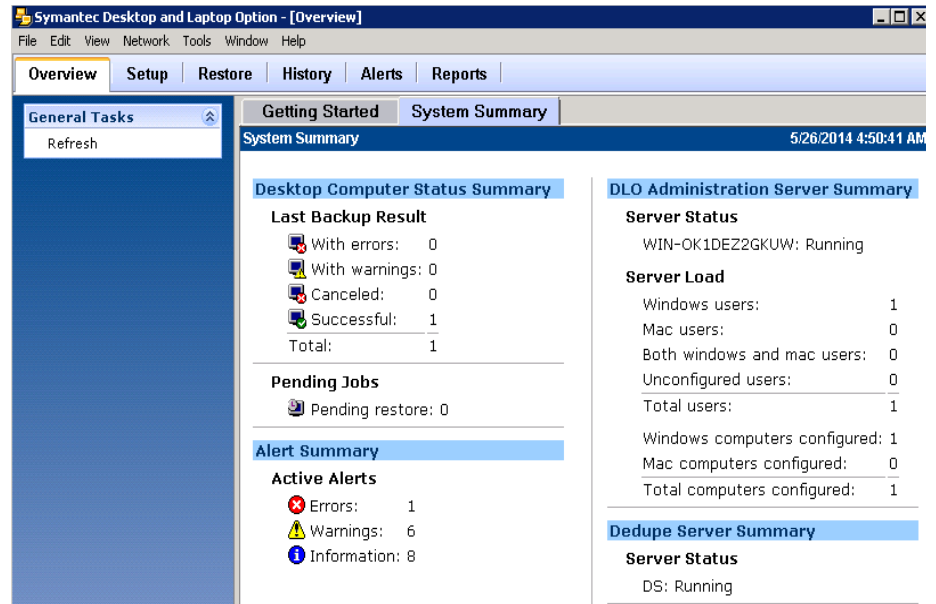 Symantec Desktop and Laptop Option - [Overview]
File Edit View Network Tools Window Help
Overview Setup Restore History Alerts Reports
General Tasks
Refresh
Getting Started System Summary
System Summary 5/26/2014 4:50:41 AM
Desktop Computer Status Summary
Last Backup Result
With errors: 0
With warnings: 0
Canceled: 0
Successful: 1
Total: 1
Pending Jobs
Pending restore: 0
Alert Summary
Active Alerts
Errors: 1
Warnings: 6
Information: 8
DLO Administration Server Summary
Server Status
WIN-OK1DEZ2GKUW: Running
Server Load
Windows users: 1
Mac users: 0
Both windows and mac users: 0
Unconfigured users: 0
Total users: 1
Windows computers configured: 1
Mac computers configured: 0
Total computers configured: 1
Dedupe Server Summary
Server Status
DS: Running